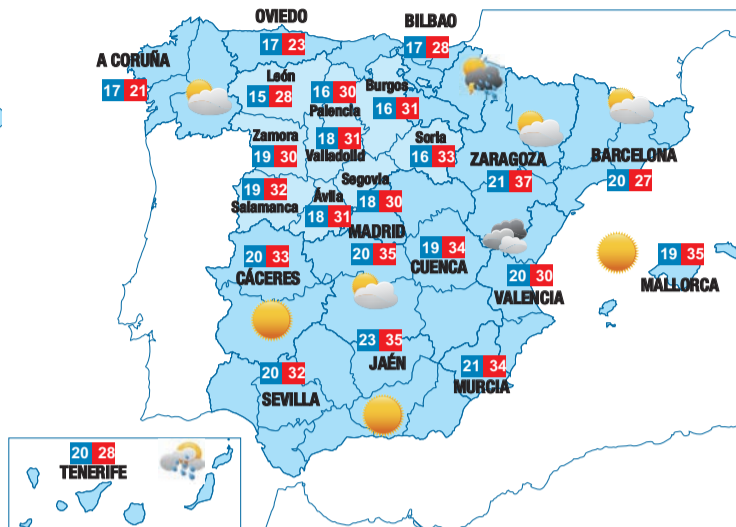 OVIEDO
17 23
BILBAO
17 28
A CORUÑA
17 21
León
15 28
16 30
Palencia
Burgos
16 31
Zamora
19 30
18 31
Valladolid
Soria
16 33
ZARAGOZA
21 37
BARCELONA
20 27
19 32
Salamanca
Ávila
18 31
Segovia
18 30
MADRID
20 35
19 34
CUENCA
20 33
CÁCERES
20 30
VALENCIA
19 35
MALLORCA
23 35
JAÉN
21 34
MURCIA
20 32
SEVILLA
20 28
TENERIFE